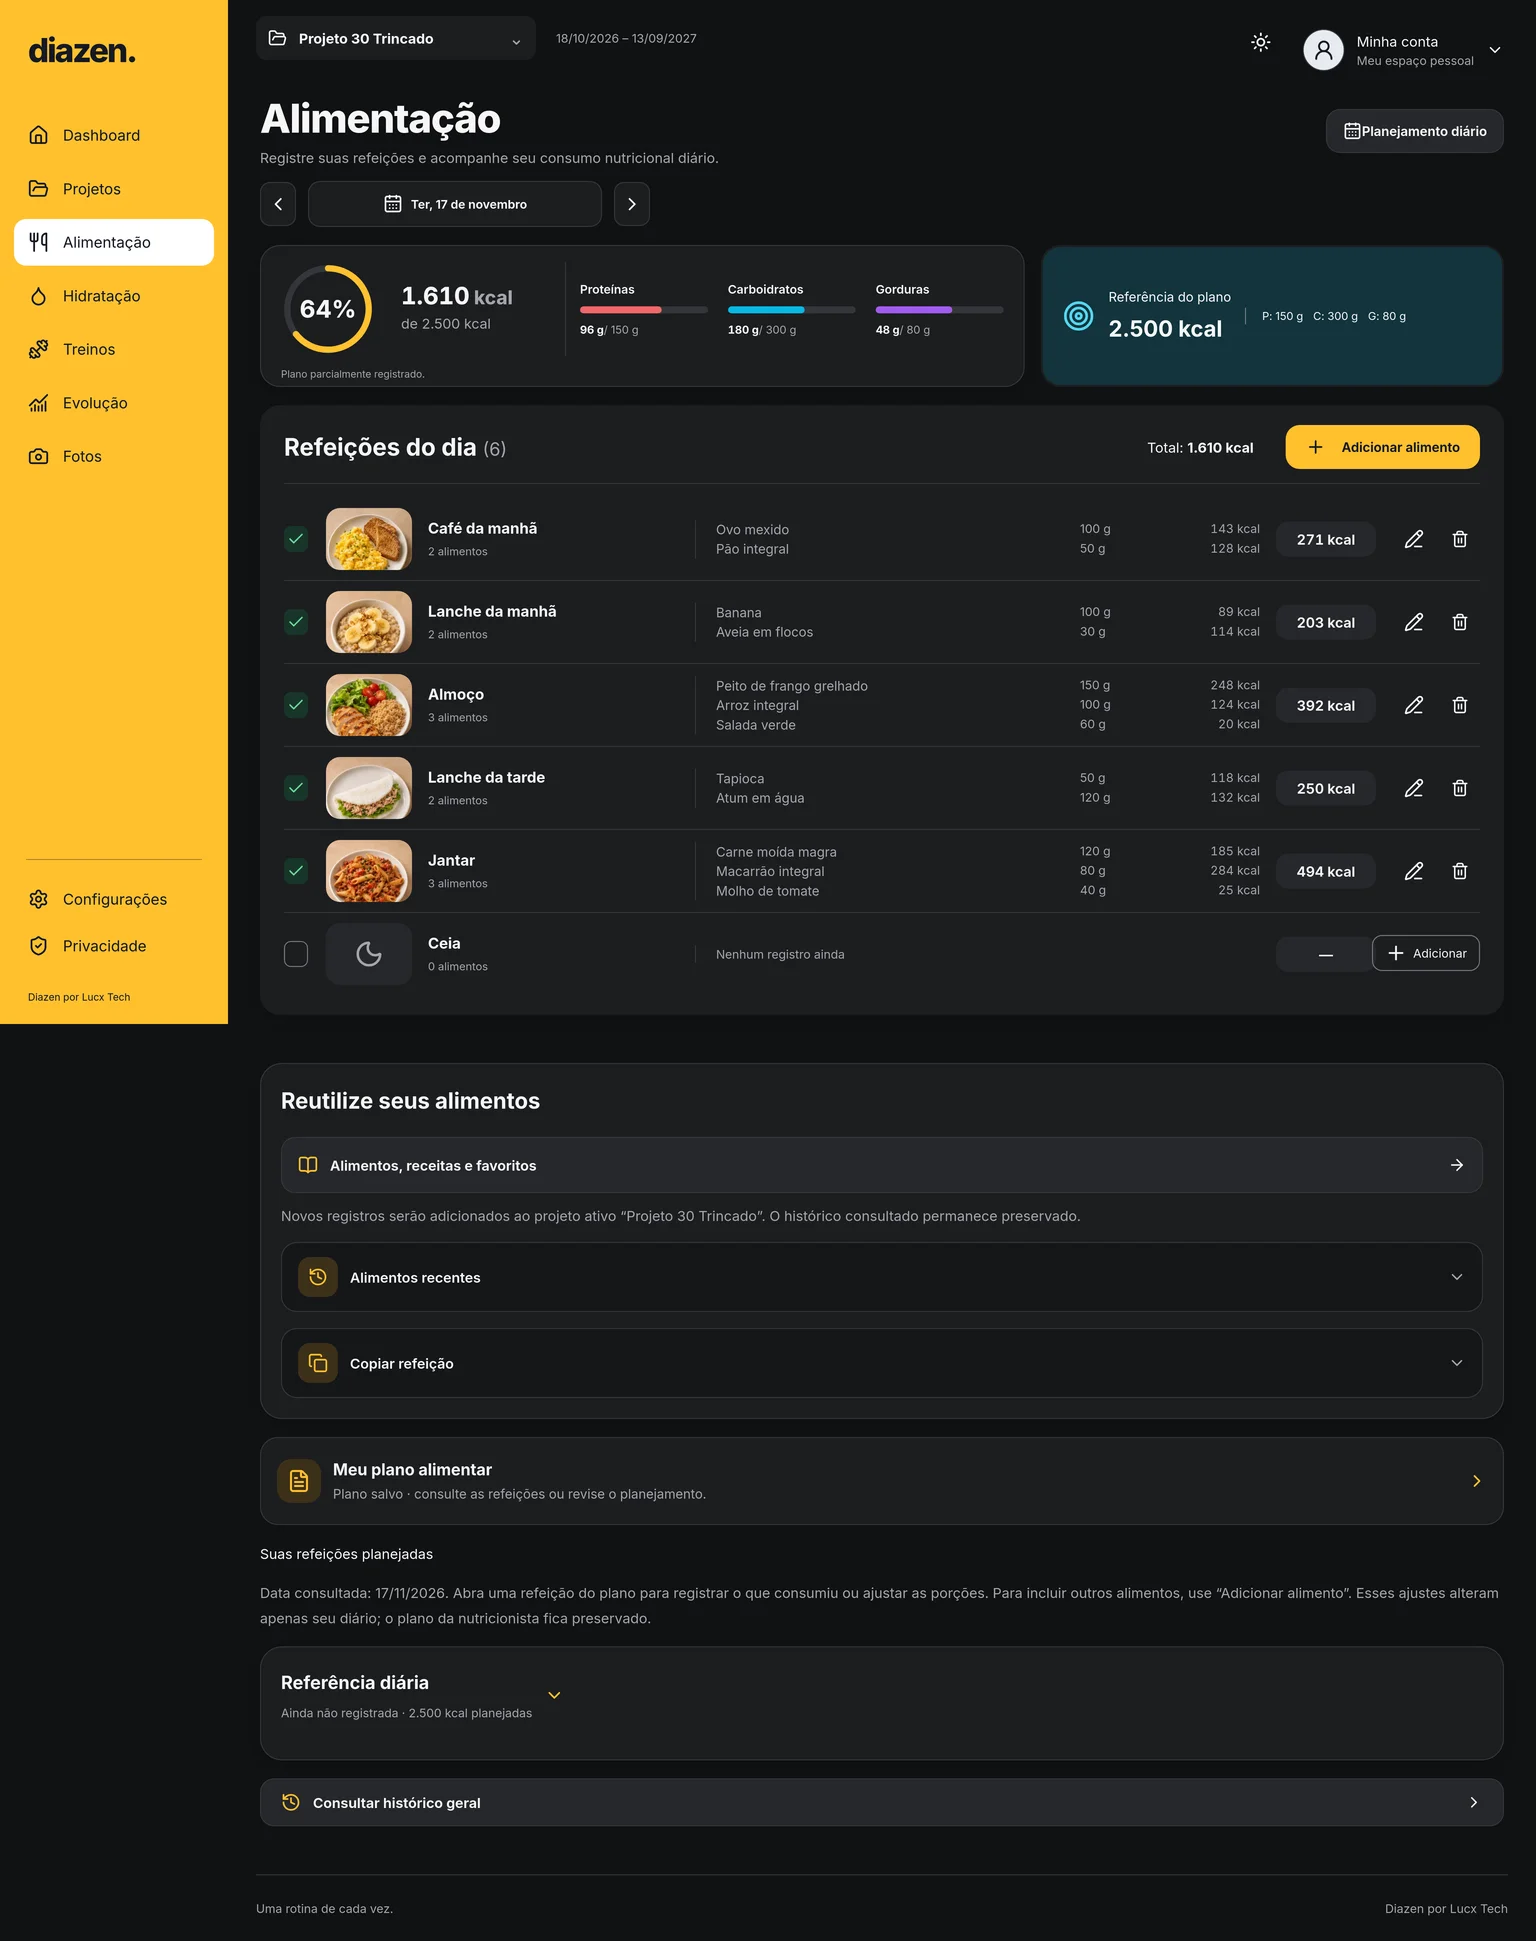 diazen.
Dashboard
Projetos
Alimentação
Hidratação
Treinos
Evolução
Fotos
Configurações
Privacidade
Diazen por Lucx Tech
Projeto 30 Trincado
18/10/2026 – 13/09/2027
Minha conta
Meu espaço pessoal
Alimentação
Registre suas refeições e acompanhe seu consumo nutricional diário.
Planejamento diário
Ter, 17 de novembro
64%
1.610 kcal
de 2.500 kcal
Plano parcialmente registrado.
Proteínas
96 g/ 150 g
Carboidratos
180 g/ 300 g
Gorduras
48 g/ 80 g
Referência do plano
2.500 kcal
P: 150 g C: 300 g G: 80 g
Refeições do dia (6)
Total: 1.610 kcal
Adicionar alimento
Café da manhã
2 alimentos
Ovo mexido 100 g 143 kcal
Pão integral 50 g 128 kcal
271 kcal
Lanche da manhã
2 alimentos
Banana 100 g 89 kcal
Aveia em flocos 30 g 114 kcal
203 kcal
Almoço
3 alimentos
Peito de frango grelhado 150 g 248 kcal
Arroz integral 100 g 124 kcal
Salada verde 60 g 20 kcal
392 kcal
Lanche da tarde
2 alimentos
Tapioca 50 g 118 kcal
Atum em água 120 g 132 kcal
250 kcal
Jantar
3 alimentos
Carne moída magra 120 g 185 kcal
Macarrão integral 80 g 284 kcal
Molho de tomate 40 g 25 kcal
494 kcal
Ceia
0 alimentos
Nenhum registro ainda
—
Adicionar
Reutilize seus alimentos
Alimentos, receitas e favoritos
Novos registros serão adicionados ao projeto ativo “Projeto 30 Trincado”. O histórico consultado permanece preservado.
Alimentos recentes
Copiar refeição
Meu plano alimentar
Plano salvo · consulte as refeições ou revise o planejamento.
Suas refeições planejadas
Data consultada: 17/11/2026. Abra uma refeição do plano para registrar o que consumiu ou ajustar as porções. Para incluir outros alimentos, use “Adicionar alimento”. Esses ajustes alteram
apenas seu diário; o plano da nutricionista fica preservado.
Referência diária
Ainda não registrada · 2.500 kcal planejadas
Consultar histórico geral
Uma rotina de cada vez.
Diazen por Lucx Tech